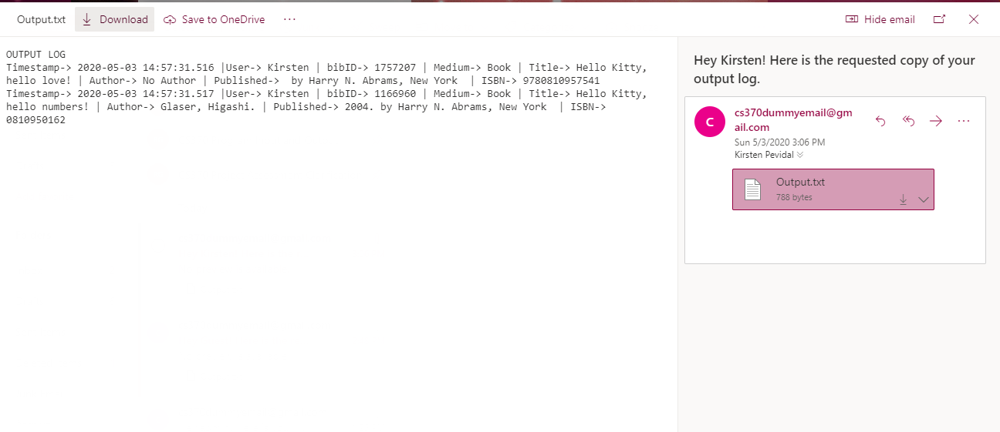 Output.txt Download Save to OneDrive ··· Hide email
OUTPUT LOG
Timestamp-> 2020-05-03 14:57:31.516 |User-> Kirsten | bibID-> 1757207 | Medium-> Book | Title-> Hello Kitty,
hello love! | Author-> No Author | Published->  by Harry N. Abrams, New York  | ISBN-> 9780810957541
Timestamp-> 2020-05-03 14:57:31.517 |User-> Kirsten | bibID-> 1166960 | Medium-> Book | Title-> Hello Kitty,
hello numbers! | Author-> Glaser, Higashi. | Published-> 2004. by Harry N. Abrams, New York  | ISBN->
0810950162
Hey Kirsten! Here is the requested copy of your
output log.
C
cs370dummyemail@gm
ail.com
Sun 5/3/2020 3:06 PM
Kirsten Pevidal
Output.txt
788 bytes